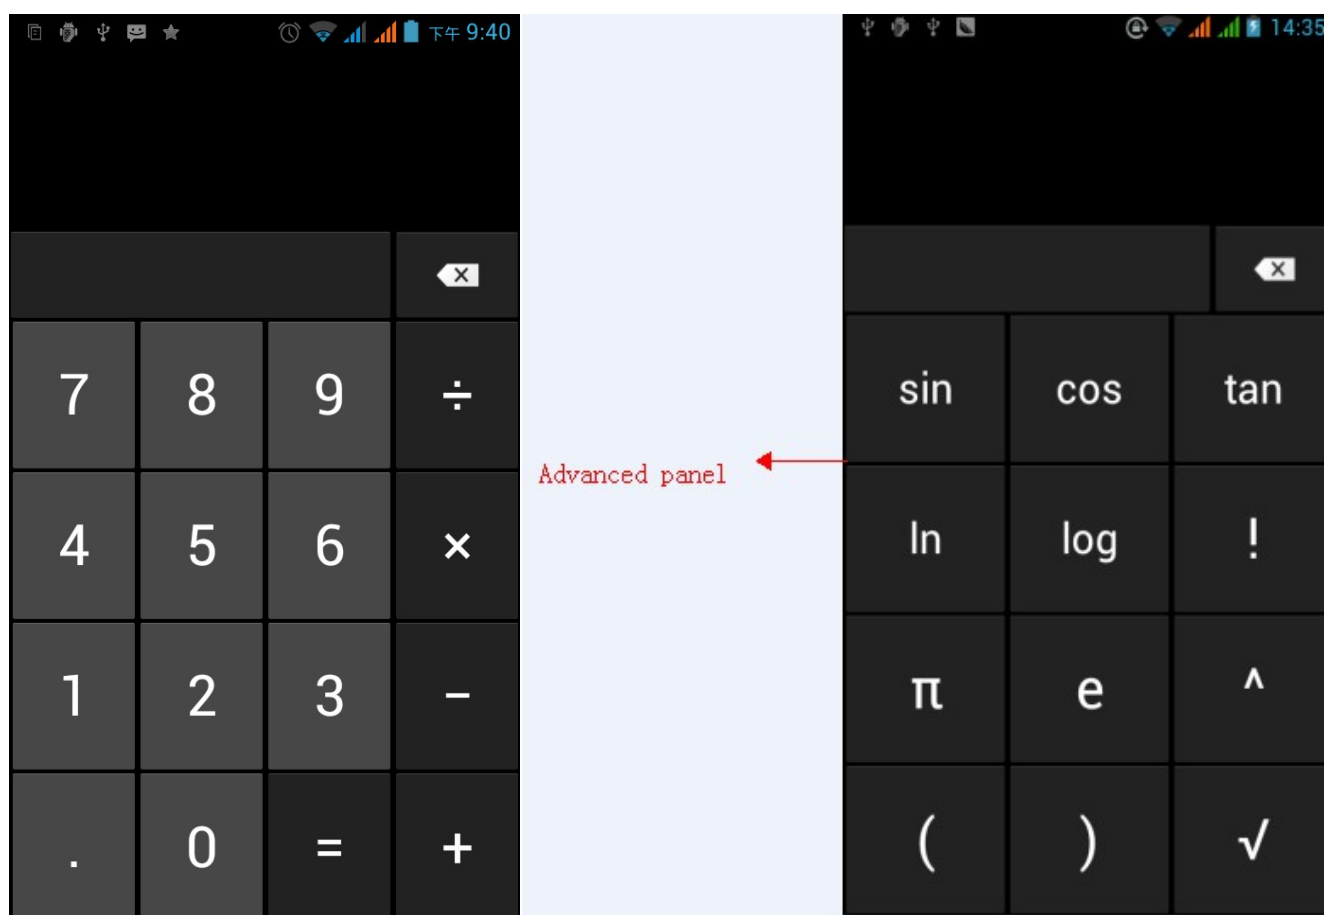 下午 9:40
7 8 9 ÷
4 5 6 ×
1 2 3 −
. 0 = +
Advanced panel
14:35
sin cos tan
ln log !
π e ^
( ) √